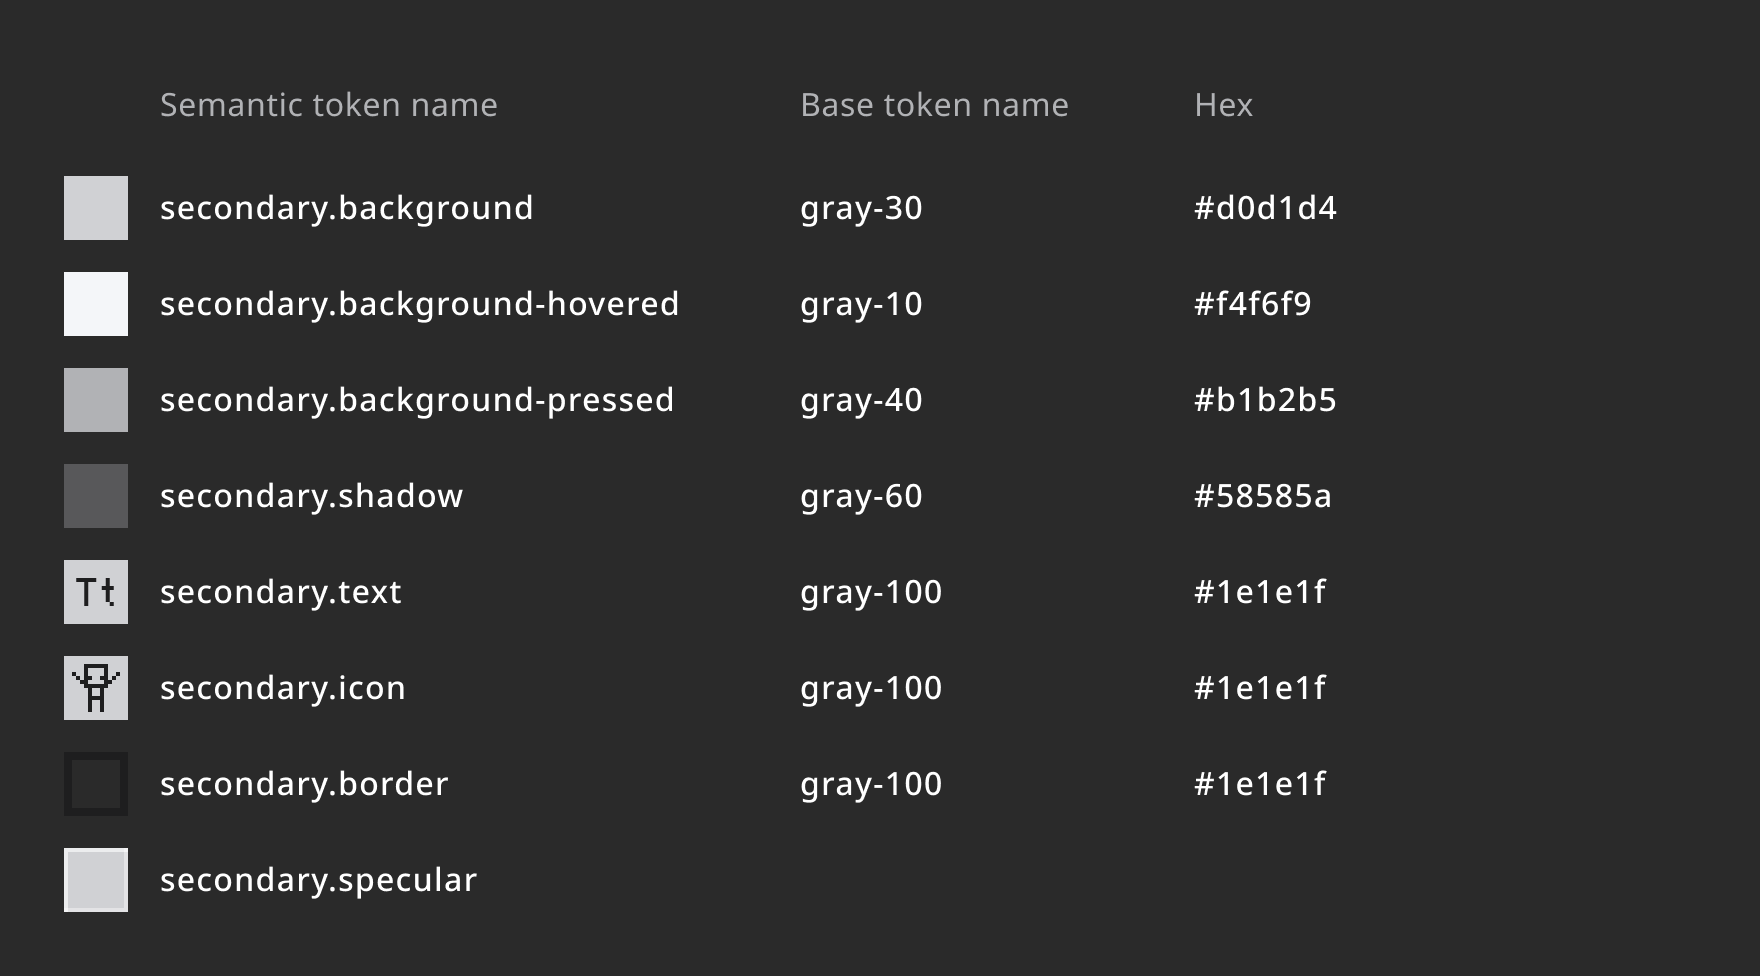 Semantic token name Base token name Hex
secondary.background gray-30 #d0d1d4
secondary.background-hovered gray-10 #f4f6f9
secondary.background-pressed gray-40 #b1b2b5
secondary.shadow gray-60 #58585a
Tt secondary.text gray-100 #1e1e1f
secondary.icon gray-100 #1e1e1f
secondary.border gray-100 #1e1e1f
secondary.specular